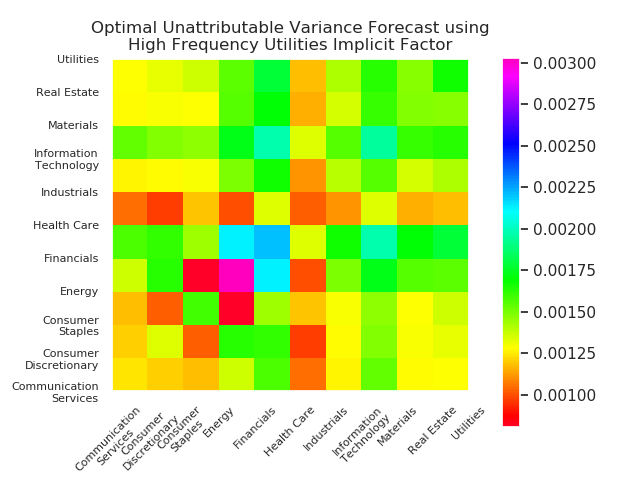 Optimal Unattributable Variance Forecast using
High Frequency Utilities Implicit Factor
Utilities
Real Estate
Materials
Information
Technology
Industrials
Health Care
Financials
Energy
Consumer
Staples
Consumer
Discretionary
Communication
Services
Communication
Services
Consumer
Discretionary
Consumer
Staples
Energy
Financials
Health Care
Industrials
Information
Technology
Materials
Real Estate
Utilities
0.00300
0.00275
0.00250
0.00225
0.00200
0.00175
0.00150
0.00125
0.00100